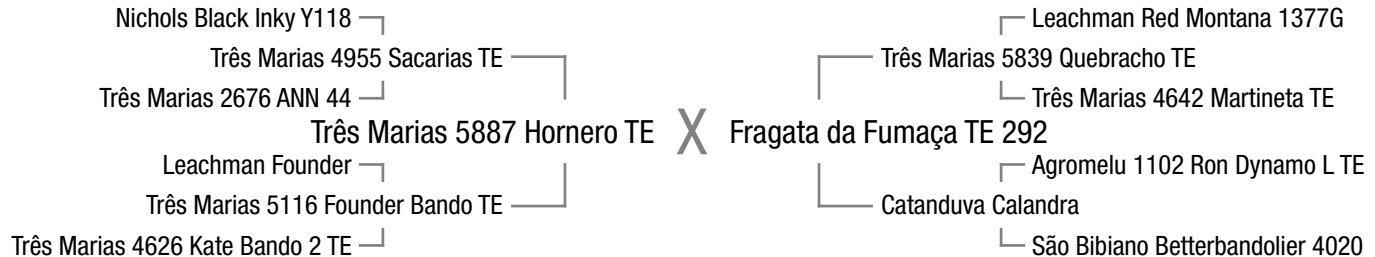 Nichols Black Inky Y118
Leachman Red Montana 1377G
Três Marias 4955 Sacarias TE
Três Marias 5839 Quebracho TE
Três Marias 2676 ANN 44
Três Marias 4642 Martineta TE
Três Marias 5887 Hornero TE X Fragata da Fumaça TE 292
Leachman Founder
Agromelu 1102 Ron Dynamo L TE
Três Marias 5116 Founder Bando TE
Catanduva Calandra
Três Marias 4626 Kate Bando 2 TE
São Bibiano Betterbandolier 4020